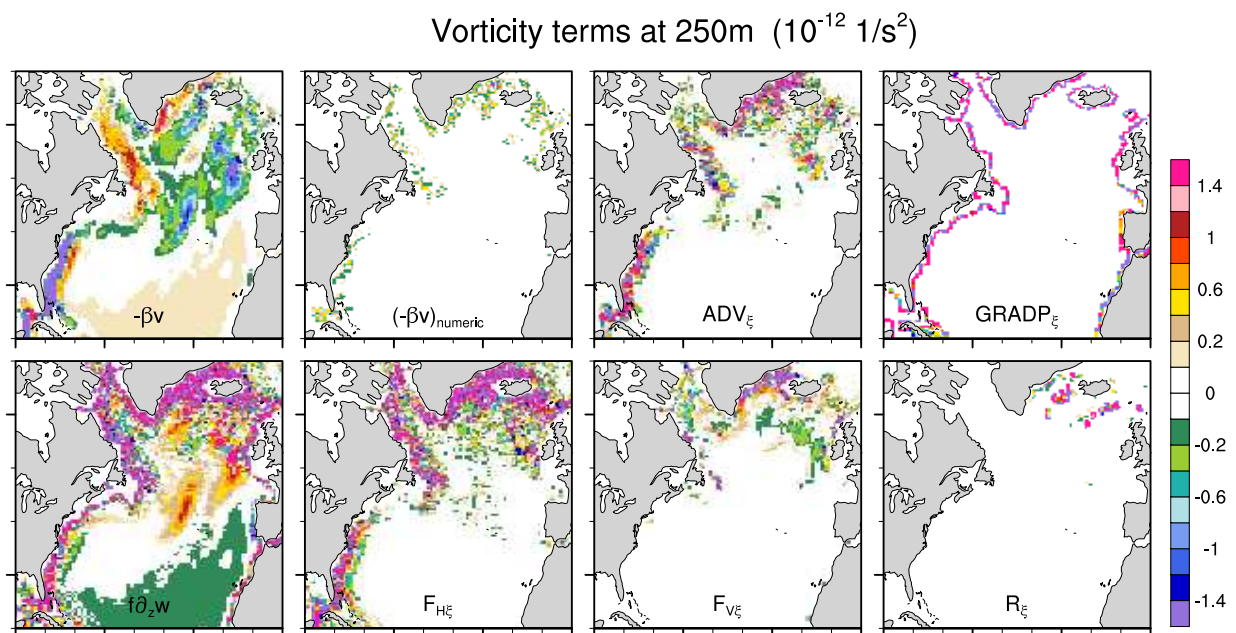 Vorticity terms at 250m (10⁻¹² 1/s²)
-βv
(-βv)numeric
ADVξ
GRADPξ
f∂zw
FHξ
FVξ
Rξ
1.4
1
0.6
0.2
0
-0.2
-0.6
-1
-1.4